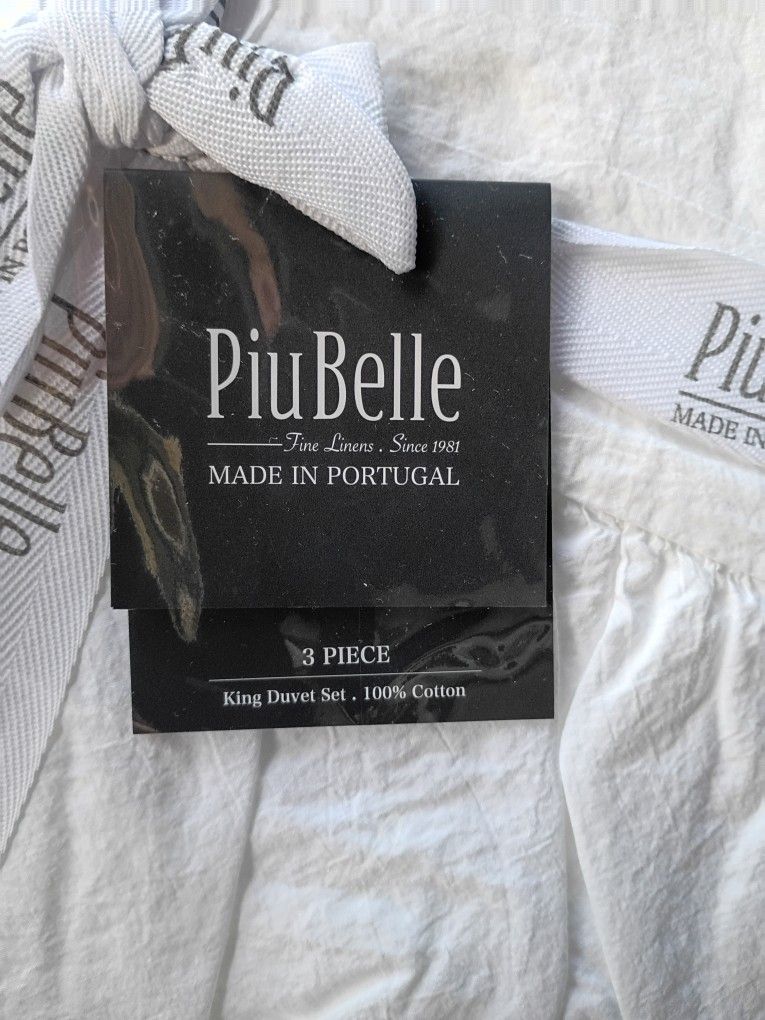 PiuBelle
Fine Linens . Since 1981
MADE IN PORTUGAL
3 PIECE
King Duvet Set . 100% Cotton
PiuBelle
Piu
MADE IN